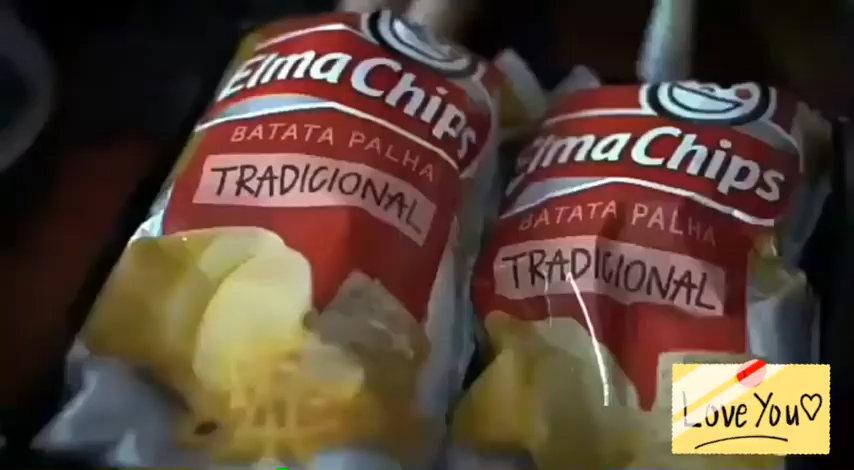 Elma Chips
BATATA PALHA
TRADICIONAL
Elma Chips
BATATA PALHA
TRADICIONAL
Love You♡